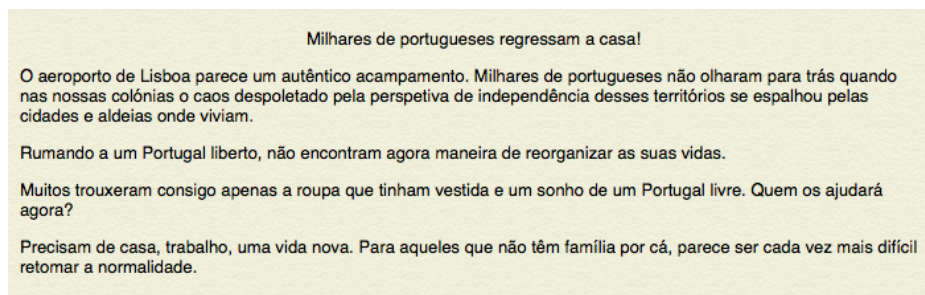 Milhares de portugueses regressam a casa!
O aeroporto de Lisboa parece um autêntico acampamento. Milhares de portugueses não olharam para trás quando
nas nossas colónias o caos despoletado pela perspetiva de independência desses territórios se espalhou pelas
cidades e aldeias onde viviam.
Rumando a um Portugal liberto, não encontram agora maneira de reorganizar as suas vidas.
Muitos trouxeram consigo apenas a roupa que tinham vestida e um sonho de um Portugal livre. Quem os ajudará
agora?
Precisam de casa, trabalho, uma vida nova. Para aqueles que não têm família por cá, parece ser cada vez mais difícil
retomar a normalidade.